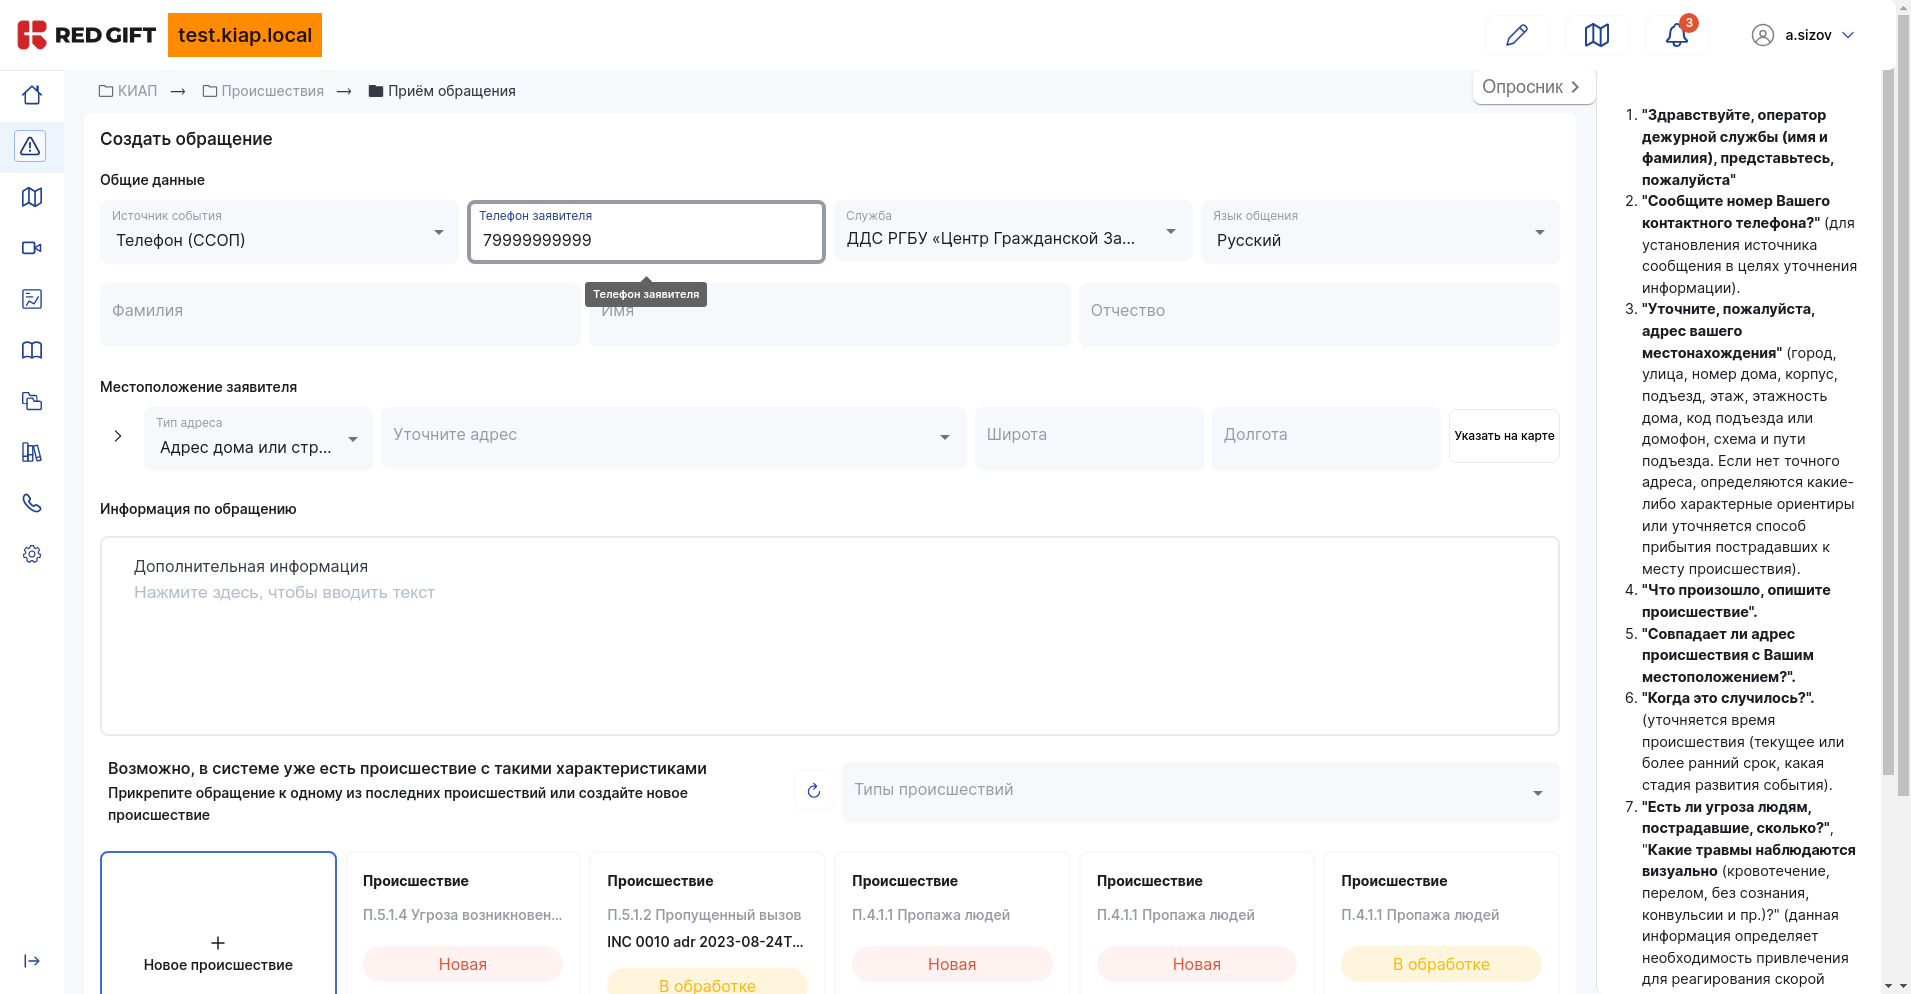 RED GIFT
test.kiap.local
3
a.sizov
КИАП → Происшествия → Приём обращения
Опросник
Создать обращение
Общие данные
Источник события
Телефон (ССОП)
Телефон заявителя
79999999999
Служба
ДДС РГБУ «Центр Гражданской За...
Язык общения
Русский
Телефон заявителя
Фамилия
Имя
Отчество
Местоположение заявителя
Тип адреса
Адрес дома или стр...
Уточните адрес
Широта
Долгота
Указать на карте
Информация по обращению
Дополнительная информация
Нажмите здесь, чтобы вводить текст
Возможно, в системе уже есть происшествие с такими характеристиками
Прикрепите обращение к одному из последних происшествий или создайте новое
происшествие
Типы происшествий
Новое происшествие
Происшествие
П.5.1.4 Угроза возникновен...
Новая
Происшествие
П.5.1.2 Пропущенный вызов
INC 0010 adr 2023-08-24T...
В обработке
Происшествие
П.4.1.1 Пропажа людей
Новая
Происшествие
П.4.1.1 Пропажа людей
Новая
Происшествие
П.4.1.1 Пропажа людей
В обработке
1. "Здравствуйте, оператор
дежурной службы (имя и
фамилия), представьтесь,
пожалуйста"
2. "Сообщите номер Вашего
контактного телефона?" (для
установления источника
сообщения в целях уточнения
информации).
3. "Уточните, пожалуйста,
адрес вашего
местонахождения" (город,
улица, номер дома, корпус,
подъезд, этаж, этажность
дома, код подъезда или
домофон, схема и пути
подъезда. Если нет точного
адреса, определяются какие-
либо характерные ориентиры
или уточняется способ
прибытия пострадавших к
месту происшествия).
4. "Что произошло, опишите
происшествие".
5. "Совпадает ли адрес
происшествия с Вашим
местоположением?".
6. "Когда это случилось?".
(уточняется время
происшествия (текущее или
более ранний срок, какая
стадия развития события).
7. "Есть ли угроза людям,
пострадавшие, сколько?",
"Какие травмы наблюдаются
визуально (кровотечение,
перелом, без сознания,
конвульсии и пр.)?" (данная
информация определяет
необходимость привлечения
для реагирования скорой